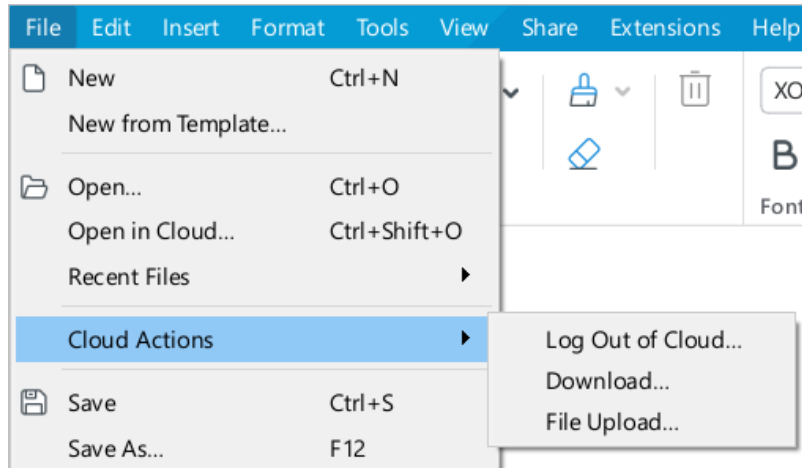 File Edit Insert Format Tools View Share Extensions Help
New Ctrl+N
New from Template...
Open... Ctrl+O
Open in Cloud... Ctrl+Shift+O
Recent Files
Cloud Actions
Log Out of Cloud...
Download...
File Upload...
Save Ctrl+S
Save As... F12
XO
B
Font